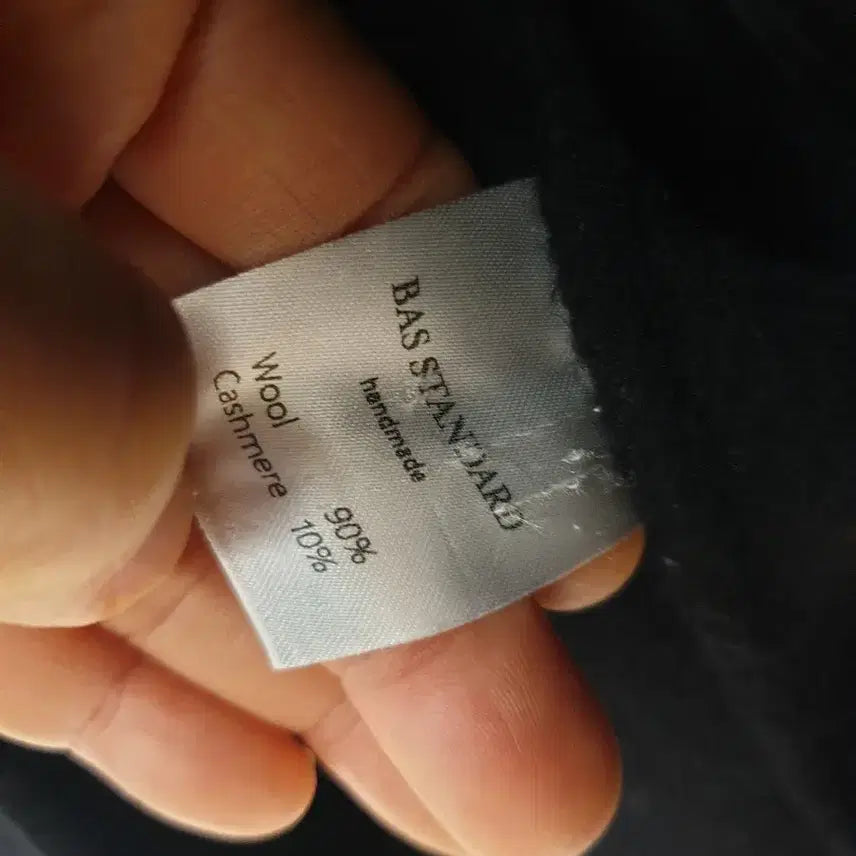 BAS STANDARD
handmade
Wool 90%
Cashmere 10%